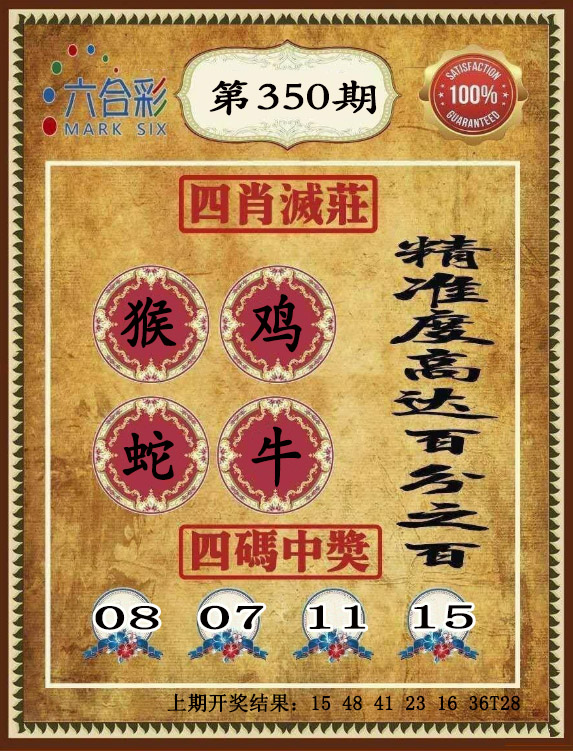 六合彩
MARK SIX
第350期
SATISFACTION
100%
GUARANTEED
四肖滅莊
猴
鸡
蛇
牛
精准度高达百分之百
四碼中獎
08 07 11 15
上期开奖结果：15 48 41 23 16 36T28